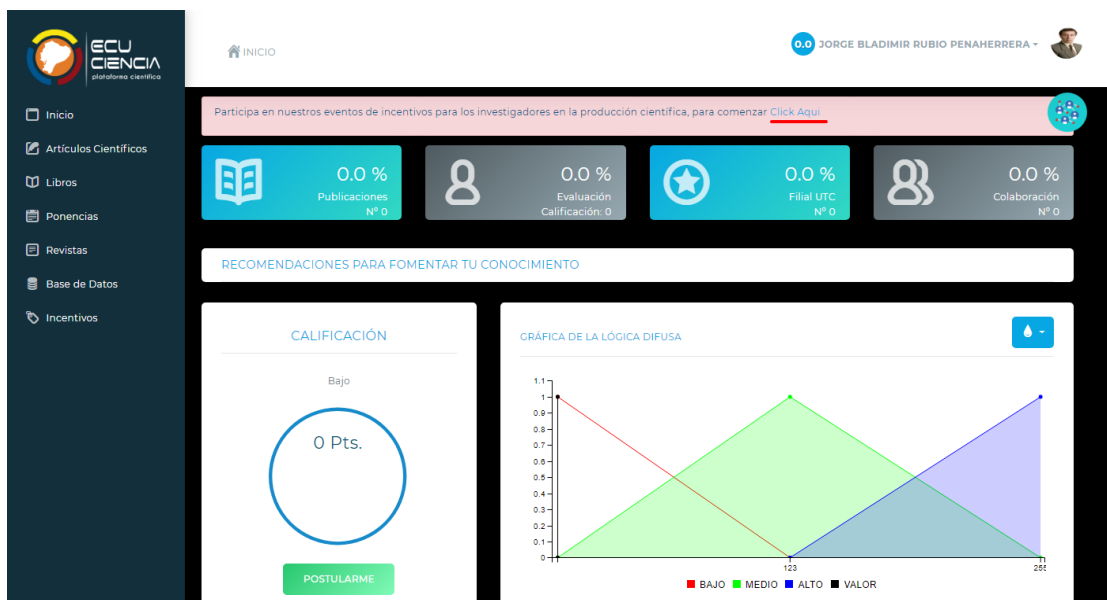 ECU
CIENCIA
plataforma científica
INICIO
0.0 JORGE BLADIMIR RUBIO PENAHERRERA
Inicio
Artículos Científicos
Libros
Ponencias
Revistas
Base de Datos
Incentivos
Participa en nuestros eventos de incentivos para los investigadores en la producción científica, para comenzar Click Aqui
0.0 %
Publicaciones
N° 0
0.0 %
Evaluación
Calificación: 0
0.0 %
Filial UTC
N° 0
0.0 %
Colaboración
N° 0
RECOMENDACIONES PARA FOMENTAR TU CONOCIMIENTO
CALIFICACIÓN
Bajo
0 Pts.
POSTULARME
GRÁFICA DE LA LÓGICA DIFUSA
1.1
1
0.9
0.8
0.7
0.6
0.5
0.4
0.3
0.2
0.1
0
123
255
BAJO MEDIO ALTO VALOR